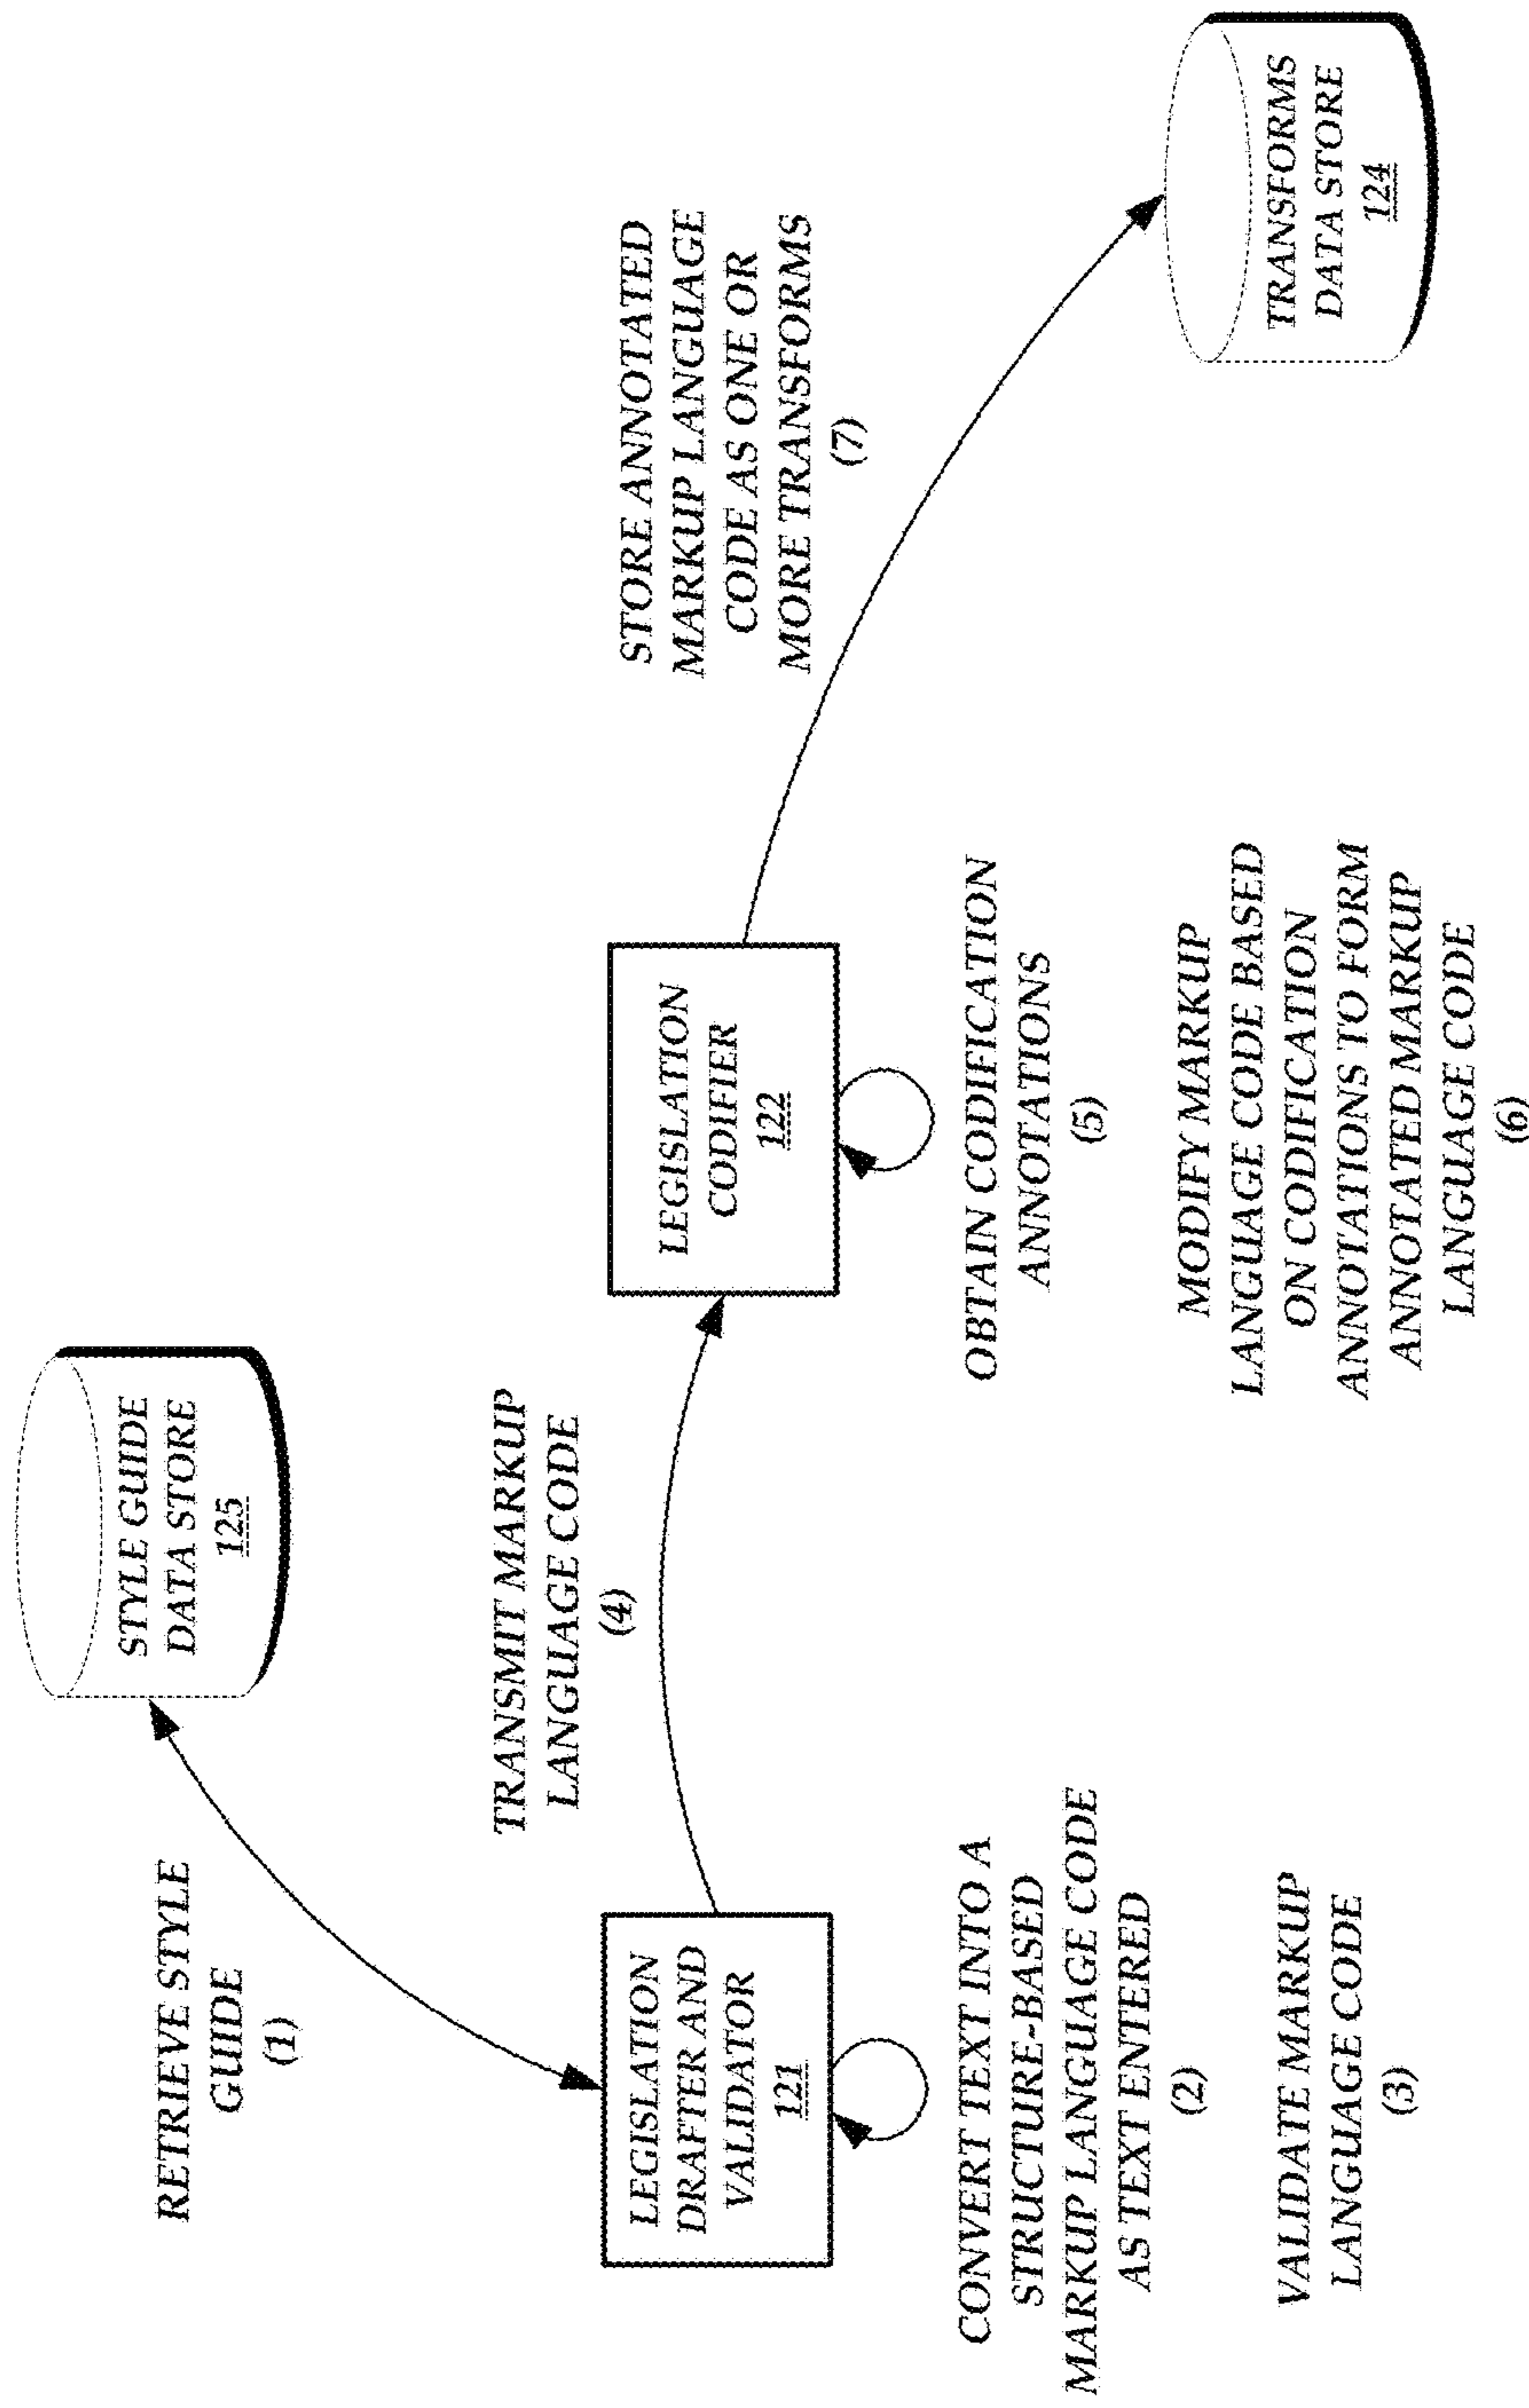 RETRIEVE STYLE
GUIDE
(1)
STYLE GUIDE
DATA STORE
125
LEGISLATION
DRAFTER AND
VALIDATOR
121
CONVERT TEXT INTO A
STRUCTURE-BASED
MARKUP LANGUAGE CODE
AS TEXT ENTERED
(2)
VALIDATE MARKUP
LANGUAGE CODE
(3)
TRANSMIT MARKUP
LANGUAGE CODE
(4)
LEGISLATION
CODIFIER
122
OBTAIN CODIFICATION
ANNOTATIONS
(5)
MODIFY MARKUP
LANGUAGE CODE BASED
ON CODIFICATION
ANNOTATIONS TO FORM
ANNOTATED MARKUP
LANGUAGE CODE
(6)
STORE ANNOTATED
MARKUP LANGUAGE
CODE AS ONE OR
MORE TRANSFORMS
(7)
TRANSFORMS
DATA STORE
124